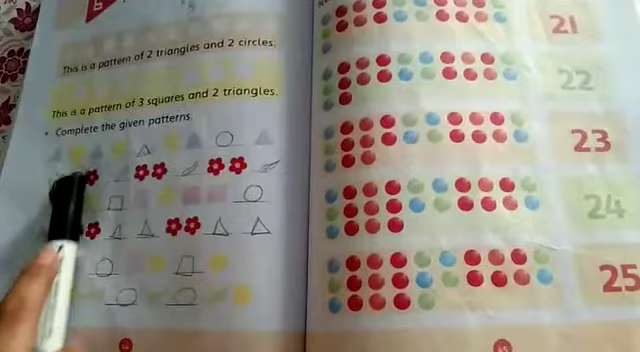 6
This is a pattern of 2 triangles and 2 circles.
This is a pattern of 3 squares and 2 triangles.
• Complete the given patterns.
21
22
23
24
25